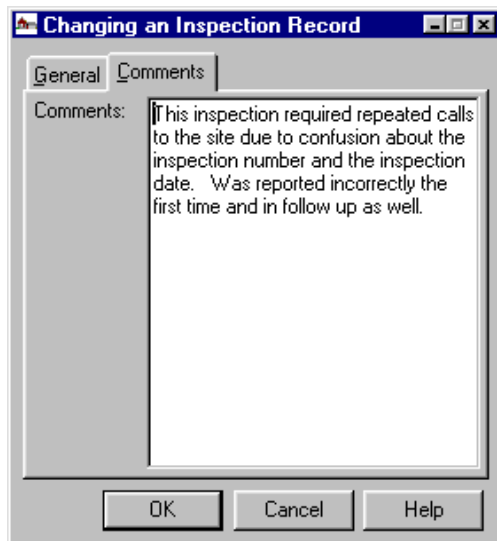 Changing an Inspection Record
General Comments
Comments:
This inspection required repeated calls
to the site due to confusion about the
inspection number and the inspection
date.   Was reported incorrectly the
first time and in follow up as well.
OK Cancel Help